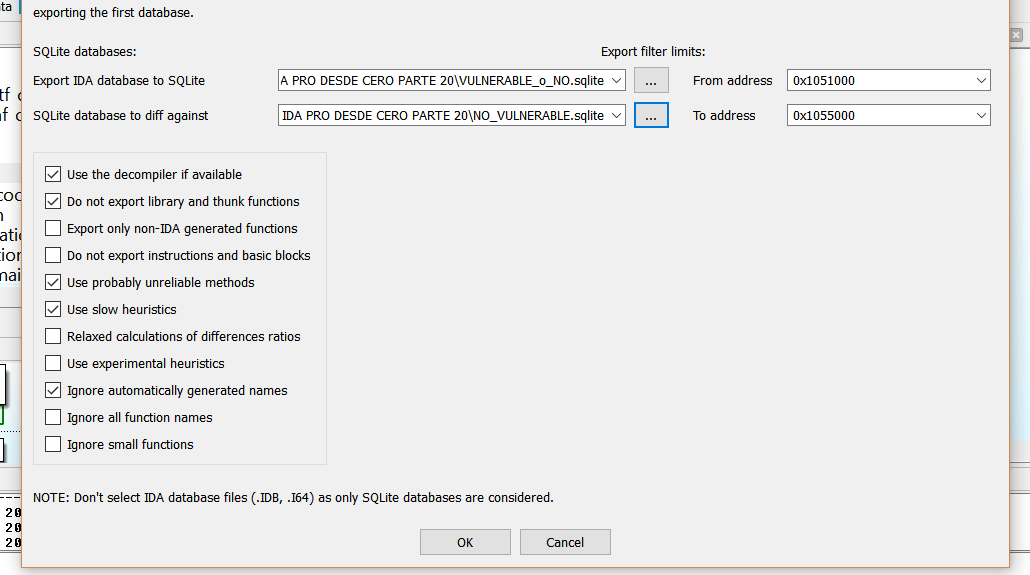 ta
exporting the first database.
SQLite databases: Export filter limits:
Export IDA database to SQLite A PRO DESDE CERO PARTE 20\VULNERABLE_o_NO.sqlite ... From address 0x1051000
SQLite database to diff against IDA PRO DESDE CERO PARTE 20\NO_VULNERABLE.sqlite ... To address 0x1055000
Use the decompiler if available
Do not export library and thunk functions
Export only non-IDA generated functions
Do not export instructions and basic blocks
Use probably unreliable methods
Use slow heuristics
Relaxed calculations of differences ratios
Use experimental heuristics
Ignore automatically generated names
Ignore all function names
Ignore small functions
NOTE: Don't select IDA database files (.IDB, .I64) as only SQLite databases are considered.
20
20
20
OK Cancel